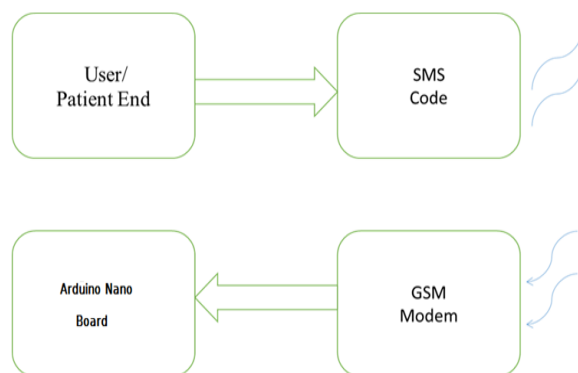 User/
Patient End
SMS
Code
Arduino Nano
Board
GSM
Modem